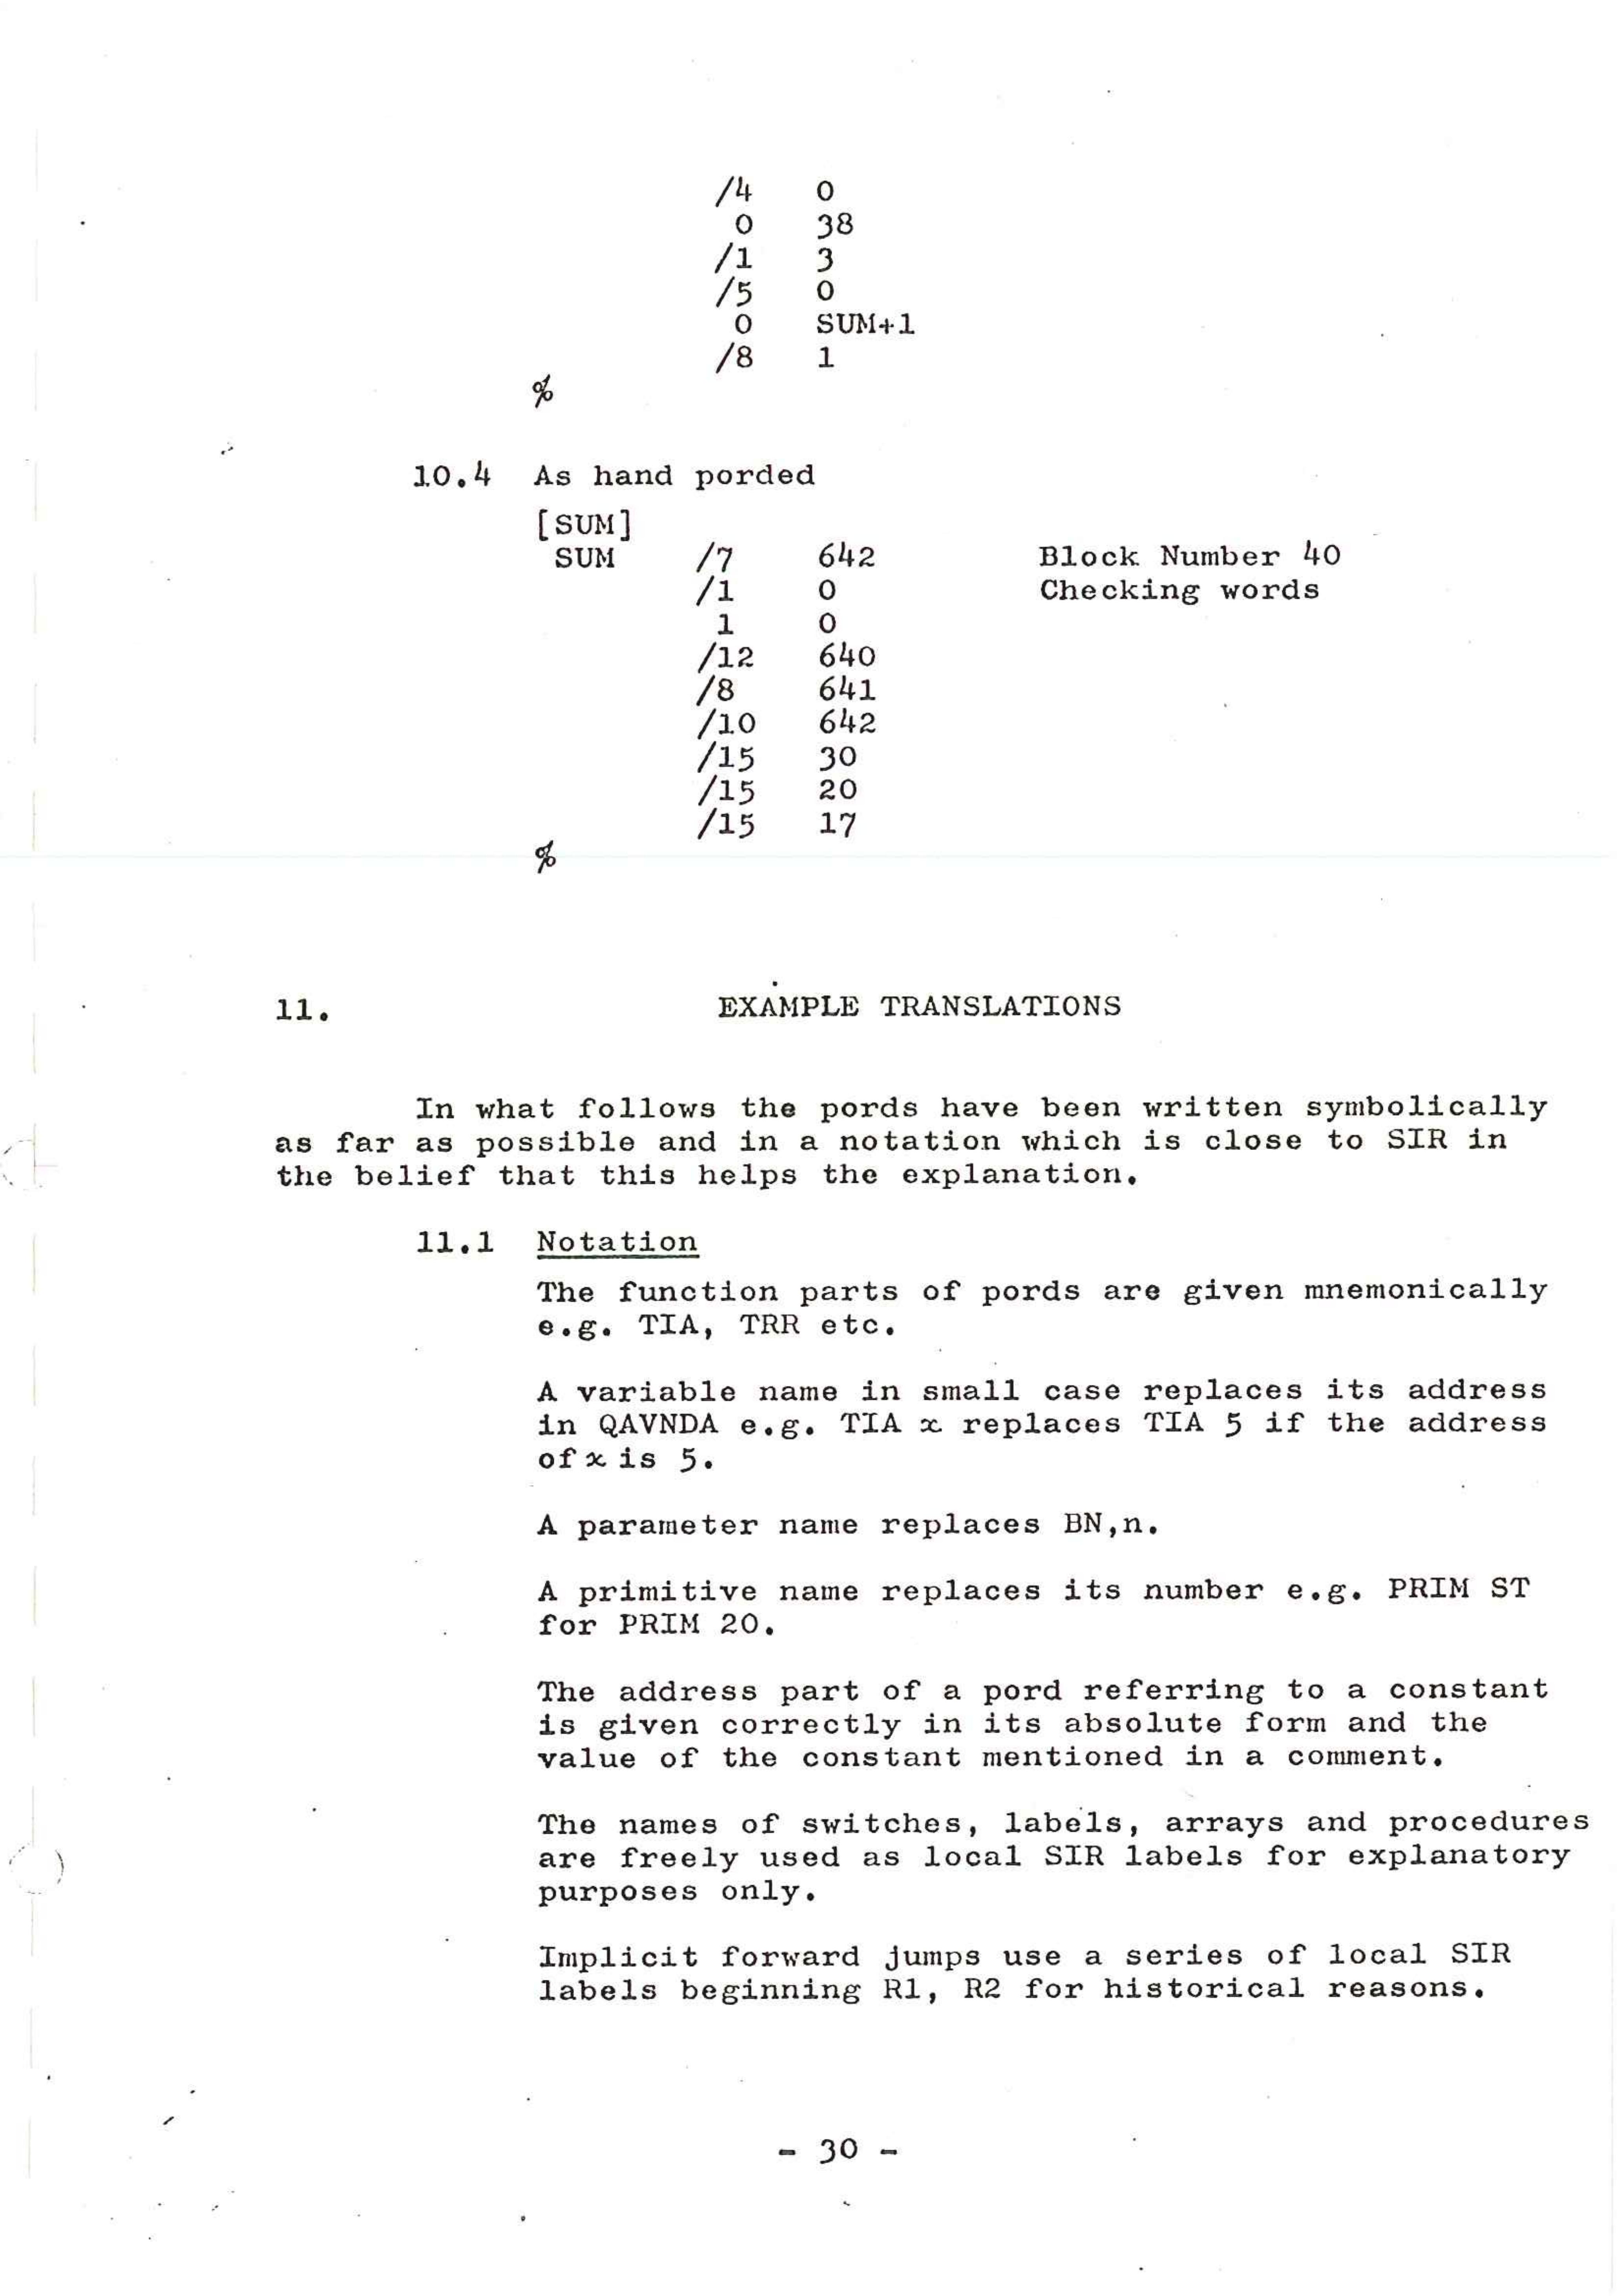 /4 0
0 38
/1 3
/5 0
0 SUM+1
/8 1
%
10.4 As hand porded
[SUM]
SUM /7 642 Block Number 40
/1 0 Checking words
1 0
/12 640
/8 641
/10 642
/15 30
/15 20
/15 17
%
11. EXAMPLE TRANSLATIONS
In what follows the pords have been written symbolically
as far as possible and in a notation which is close to SIR in
the belief that this helps the explanation.
11.1 Notation
The function parts of pords are given mnemonically
e.g. TIA, TRR etc.
A variable name in small case replaces its address
in QAVNDA e.g. TIA x replaces TIA 5 if the address
of x is 5.
A parameter name replaces BN,n.
A primitive name replaces its number e.g. PRIM ST
for PRIM 20.
The address part of a pord referring to a constant
is given correctly in its absolute form and the
value of the constant mentioned in a comment.
The names of switches, labels, arrays and procedures
are freely used as local SIR labels for explanatory
purposes only.
Implicit forward jumps use a series of local SIR
labels beginning R1, R2 for historical reasons.
- 30 -